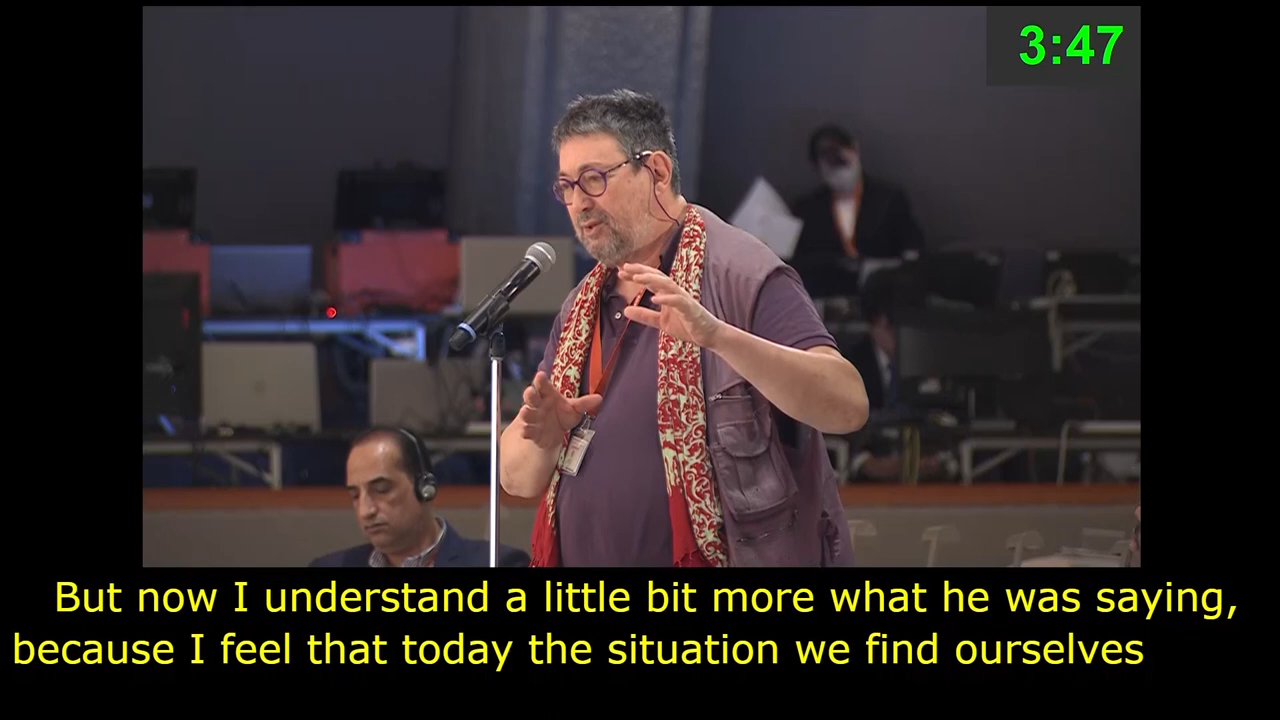 3:47
But now I understand a little bit more what he was saying,
because I feel that today the situation we find ourselves